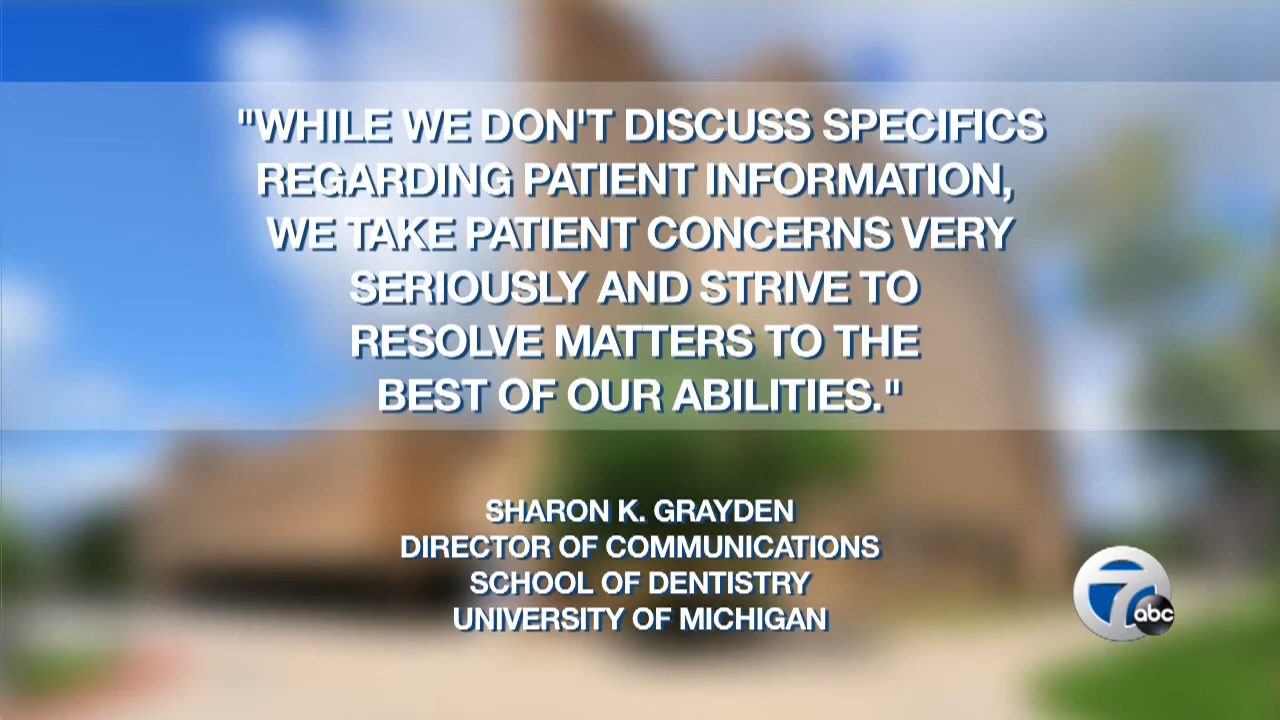 "WHILE WE DON'T DISCUSS SPECIFICS
REGARDING PATIENT INFORMATION,
WE TAKE PATIENT CONCERNS VERY
SERIOUSLY AND STRIVE TO
RESOLVE MATTERS TO THE
BEST OF OUR ABILITIES."
SHARON K. GRAYDEN
DIRECTOR OF COMMUNICATIONS
SCHOOL OF DENTISTRY
UNIVERSITY OF MICHIGAN
7
abc